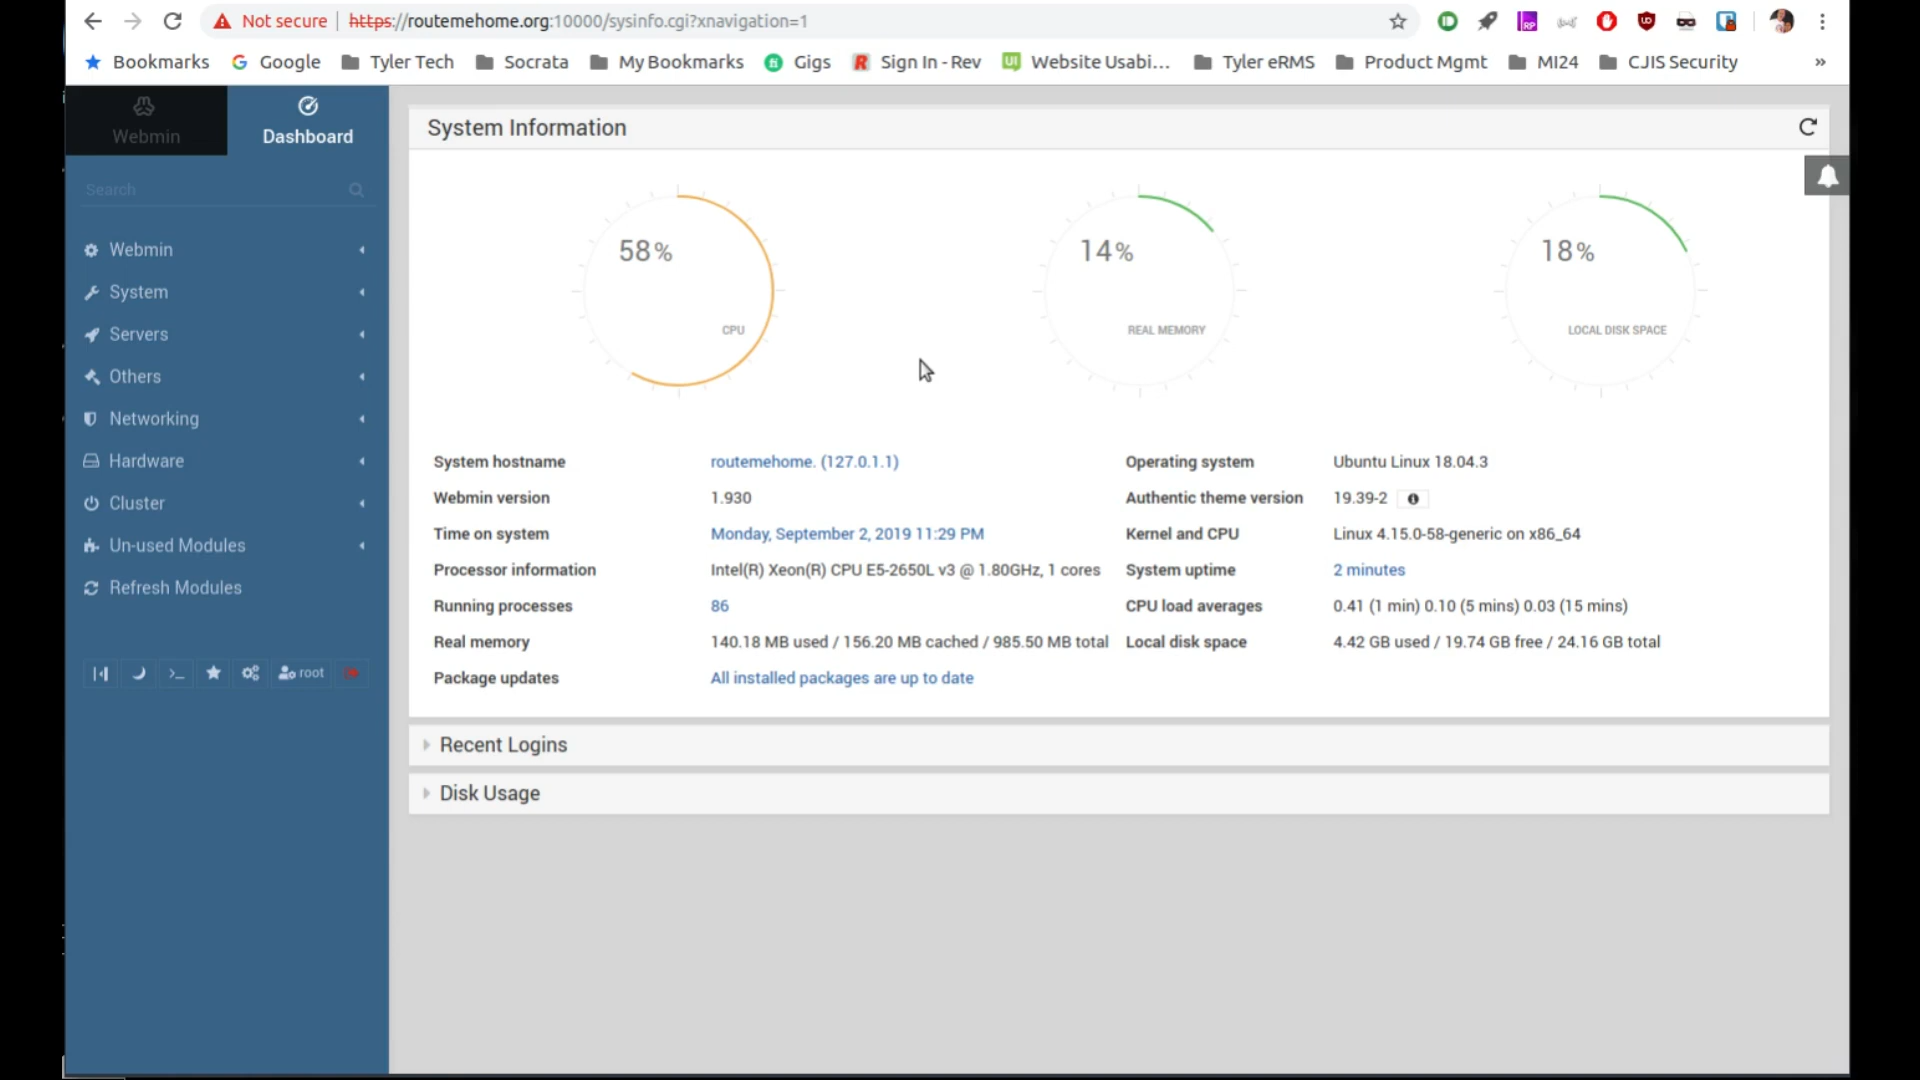 Not secure | https://routemehome.org:10000/sysinfo.cgi?xnavigation=1
Bookmarks Google Tyler Tech Socrata My Bookmarks Gigs Sign In - Rev Website Usabi... Tyler eRMS Product Mgmt MI24 CJIS Security »
Webmin
Dashboard
Search
Webmin
System
Servers
Others
Networking
Hardware
Cluster
Un-used Modules
Refresh Modules
root
System Information
58%
CPU
14%
REAL MEMORY
18%
LOCAL DISK SPACE
System hostname routemehome. (127.0.1.1) Operating system Ubuntu Linux 18.04.3
Webmin version 1.930 Authentic theme version 19.39-2
Time on system Monday, September 2, 2019 11:29 PM Kernel and CPU Linux 4.15.0-58-generic on x86_64
Processor information Intel(R) Xeon(R) CPU E5-2650L v3 @ 1.80GHz, 1 cores System uptime 2 minutes
Running processes 86 CPU load averages 0.41 (1 min) 0.10 (5 mins) 0.03 (15 mins)
Real memory 140.18 MB used / 156.20 MB cached / 985.50 MB total Local disk space 4.42 GB used / 19.74 GB free / 24.16 GB total
Package updates All installed packages are up to date
Recent Logins
Disk Usage